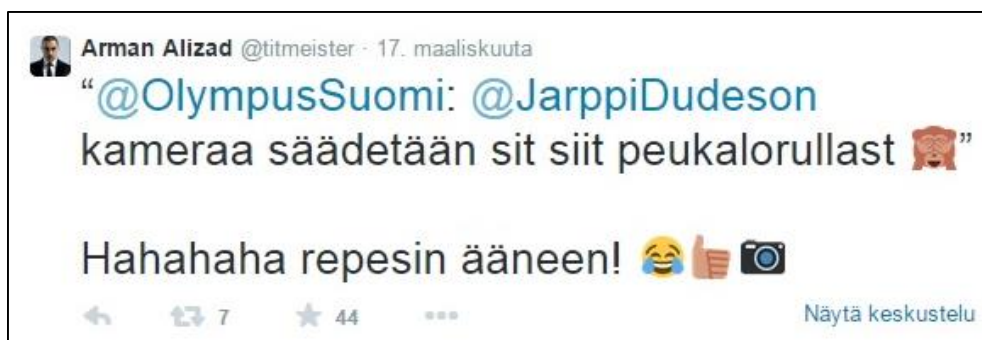 Arman Alizad @titmeister · 17. maaliskuuta
“@OlympusSuomi: @JarppiDudeson
kameraa säädetään sit siit peukalorullast 🙈”
Hahahaha repesin ääneen! 😂👍📷
7 44 Näytä keskustelu